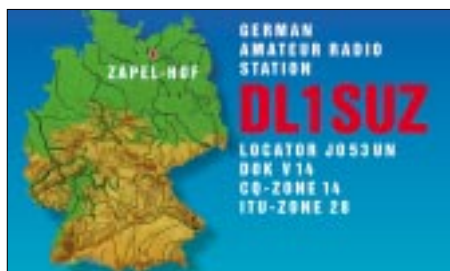 ZAPEL-HOF
GERMAN
AMATEUR RADIO
STATION
DL1SUZ
LOCATOR JO53UN
DOK V14
CQ-ZONE 14
ITU-ZONE 28